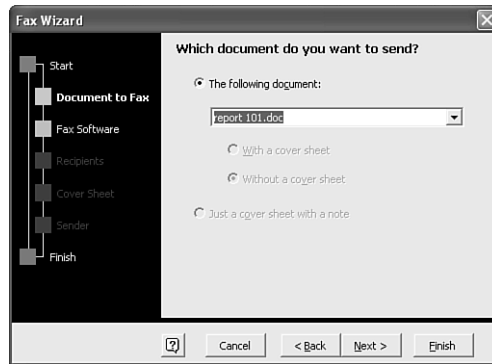 Fax Wizard
Which document do you want to send?
Start
The following document:
Document to Fax
report 101.doc
Fax Software
With a cover sheet
Recipients
Without a cover sheet
Cover Sheet
Just a cover sheet with a note
Sender
Finish
Cancel
< Back
Next >
Finish